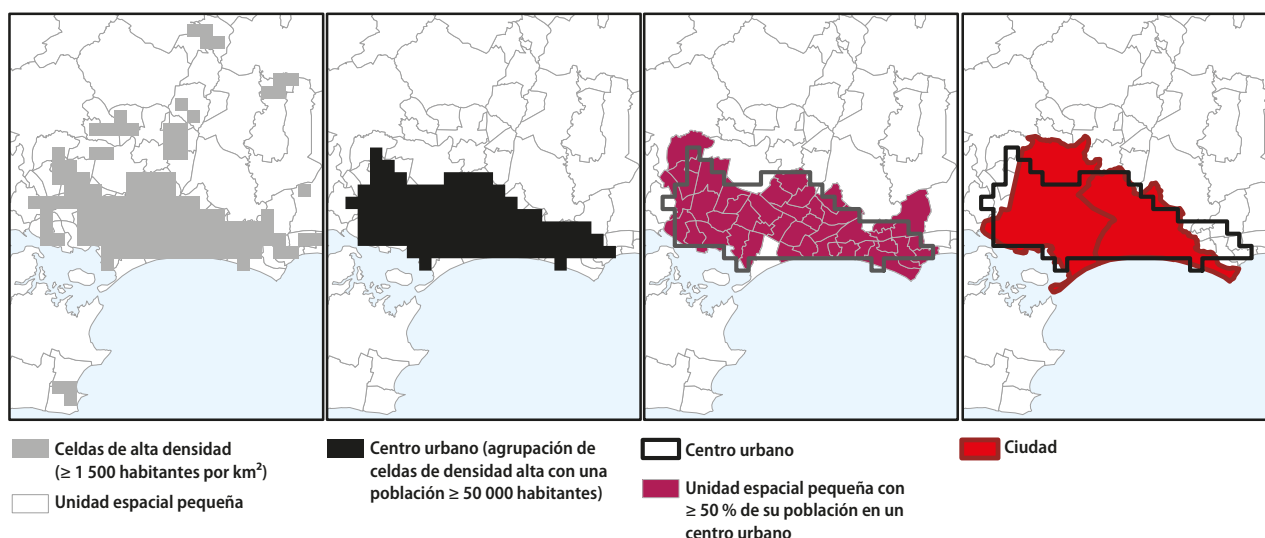 Celdas de alta densidad
(≥ 1 500 habitantes por km²)
Unidad espacial pequeña
Centro urbano (agrupación de
celdas de densidad alta con una
población ≥ 50 000 habitantes)
Centro urbano
Unidad espacial pequeña con
≥ 50 % de su población en un
centro urbano
Ciudad